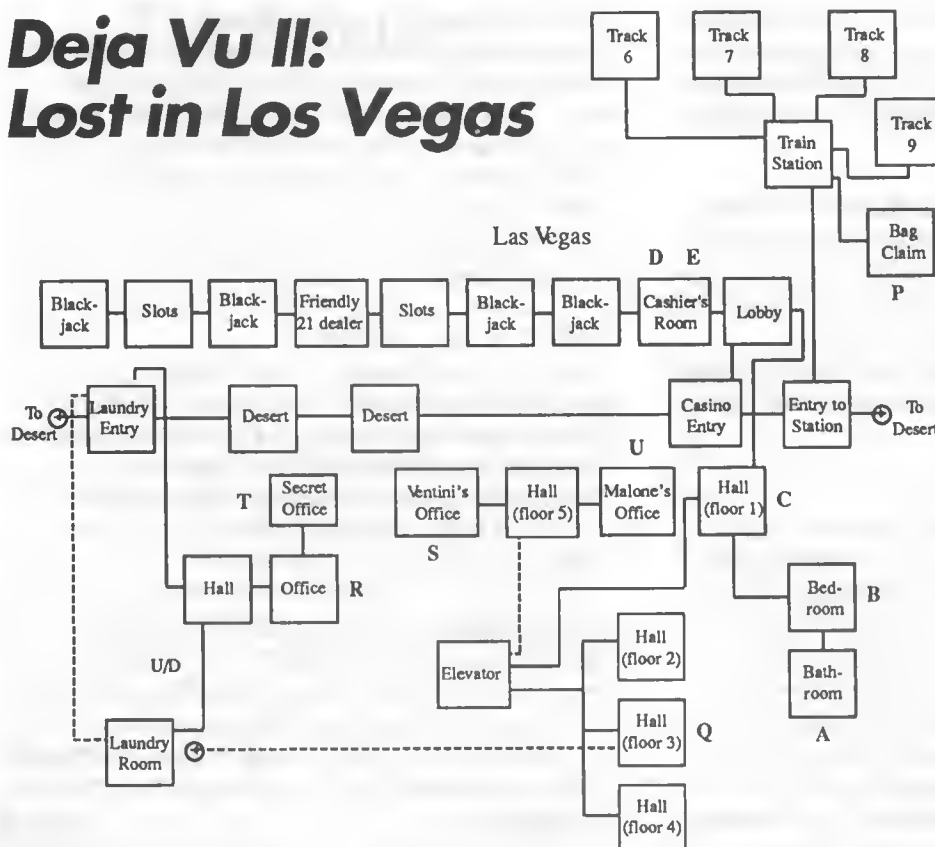 Deja Vu II:
Lost in Los Vegas
Track
6
Track
7
Track
8
Track
9
Train
Station
Bag
Claim
P
Las Vegas
D E
Black-
jack
Slots
Black-
jack
Friendly
21 dealer
Slots
Black-
jack
Black-
jack
Cashier's
Room
Lobby
To
Desert
Laundry
Entry
Desert
Desert
Casino
Entry
Entry to
Station
To
Desert
U
T
Secret
Office
Ventini's
Office
S
Hall
(floor 5)
Malone's
Office
Hall
(floor 1)
C
Hall
Office
R
Bed-
room
B
Bath-
room
A
U/D
Elevator
Hall
(floor 2)
Hall
(floor 3)
Q
Hall
(floor 4)
Laundry
Room